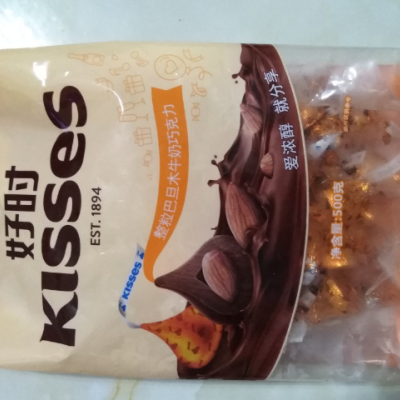 好时
KISSES
EST. 1894
整粒巴旦木牛奶巧克力
Kisses
爱浓醇 就分享
净含量:500克